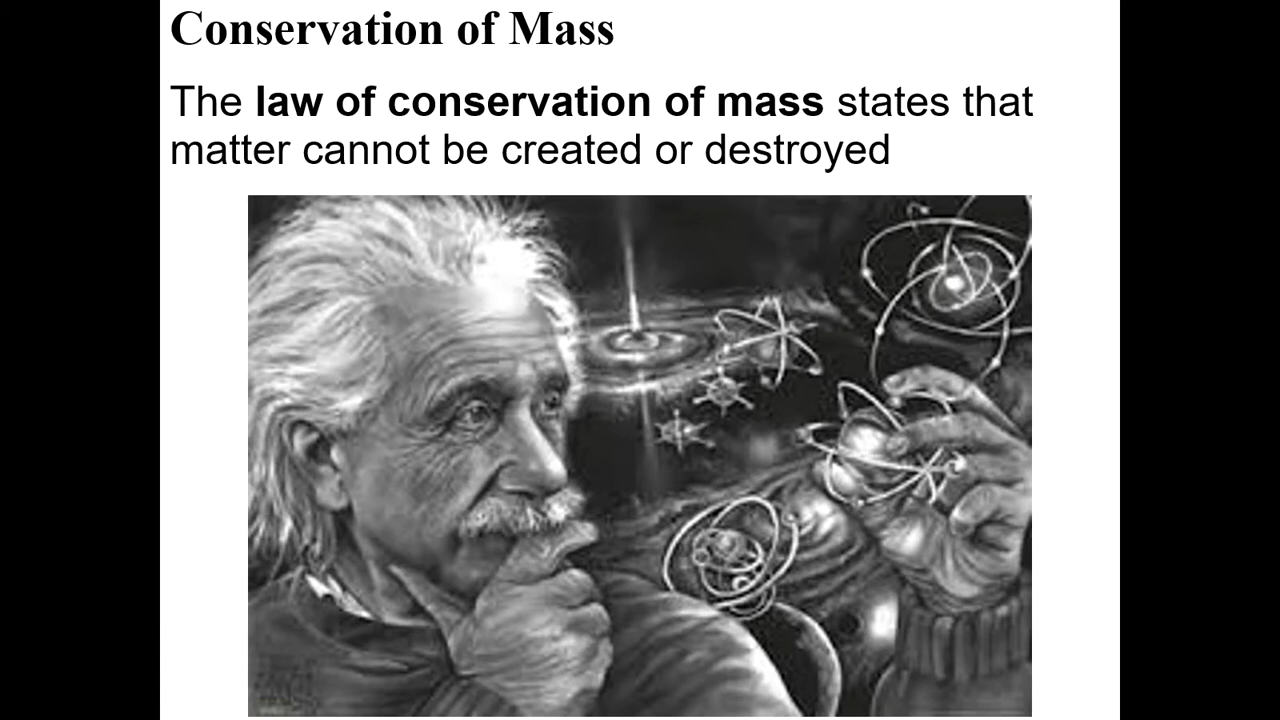 Conservation of Mass
The law of conservation of mass states that
matter cannot be created or destroyed